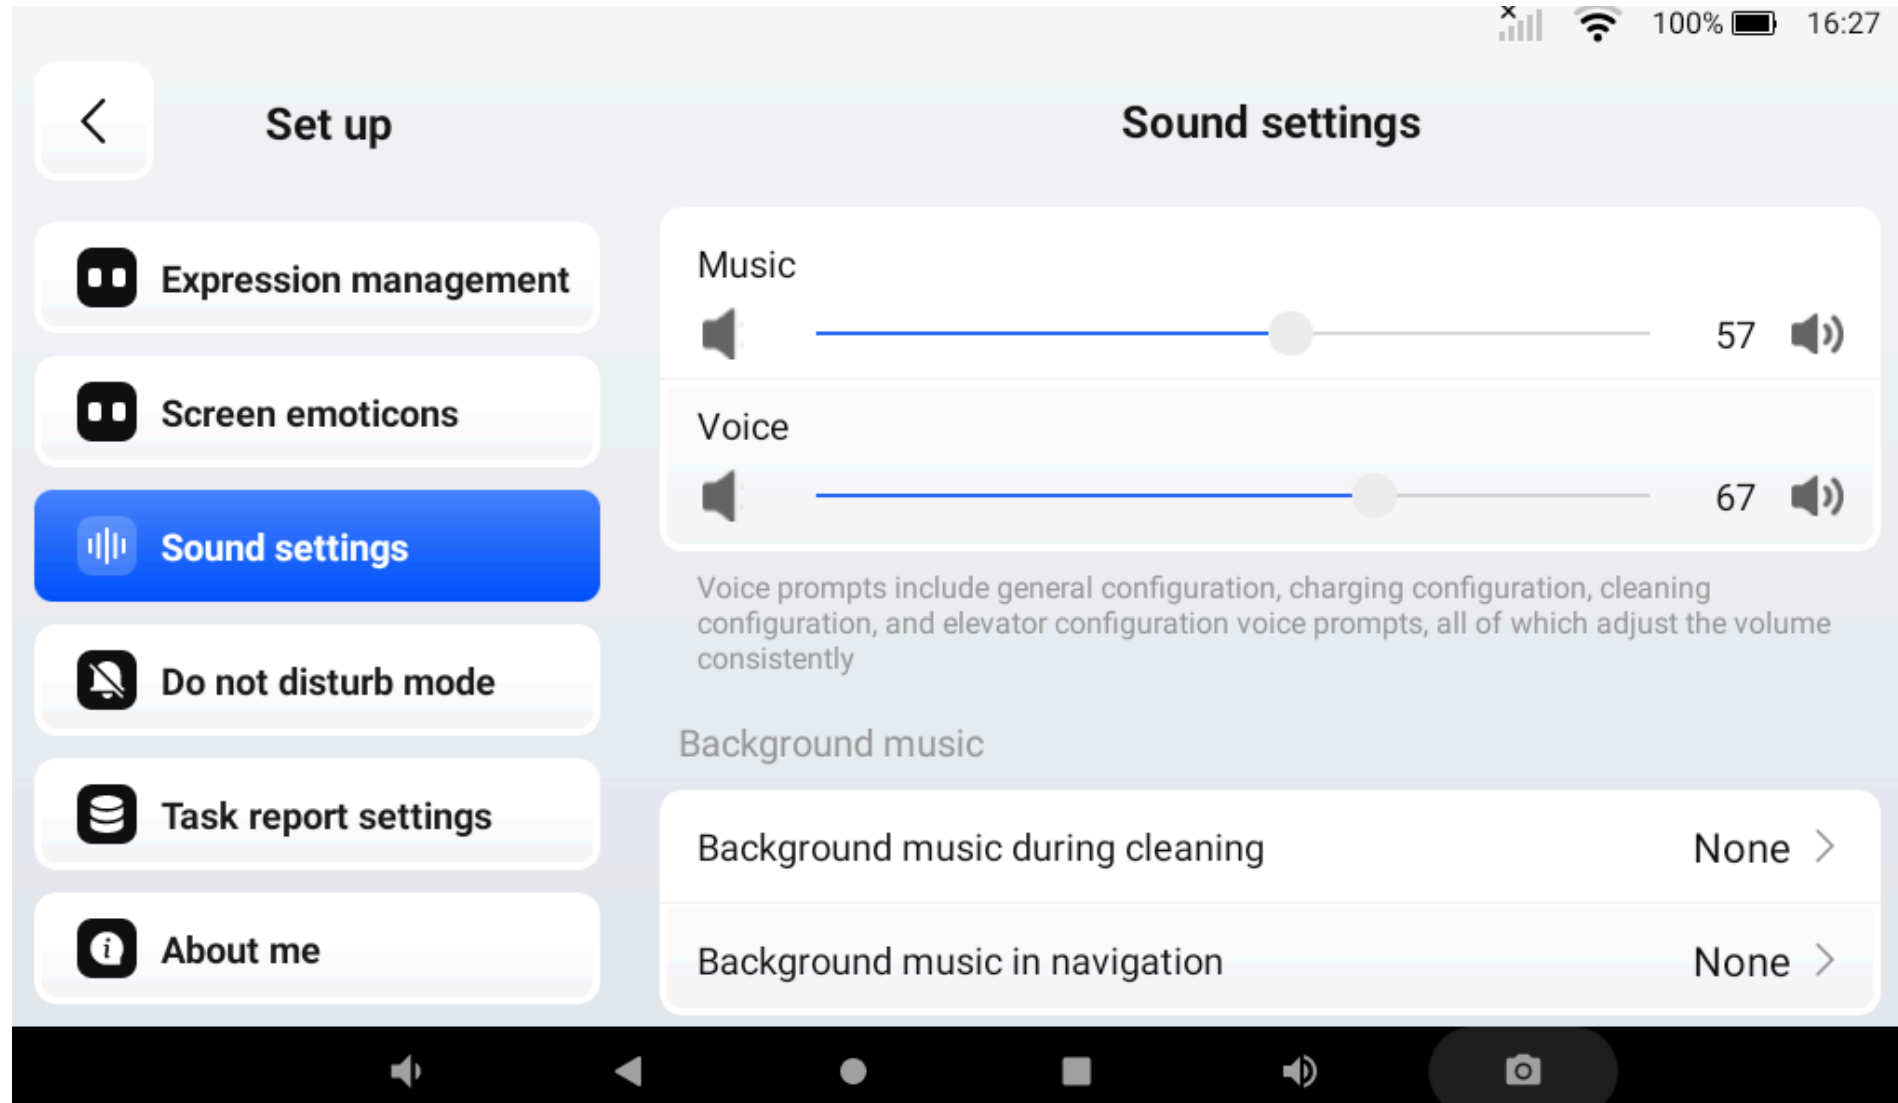 100% 16:27
Set up
Sound settings
Expression management
Screen emoticons
Sound settings
Do not disturb mode
Task report settings
About me
Music
57
Voice
67
Voice prompts include general configuration, charging configuration, cleaning
configuration, and elevator configuration voice prompts, all of which adjust the volume
consistently
Background music
Background music during cleaning None
Background music in navigation None